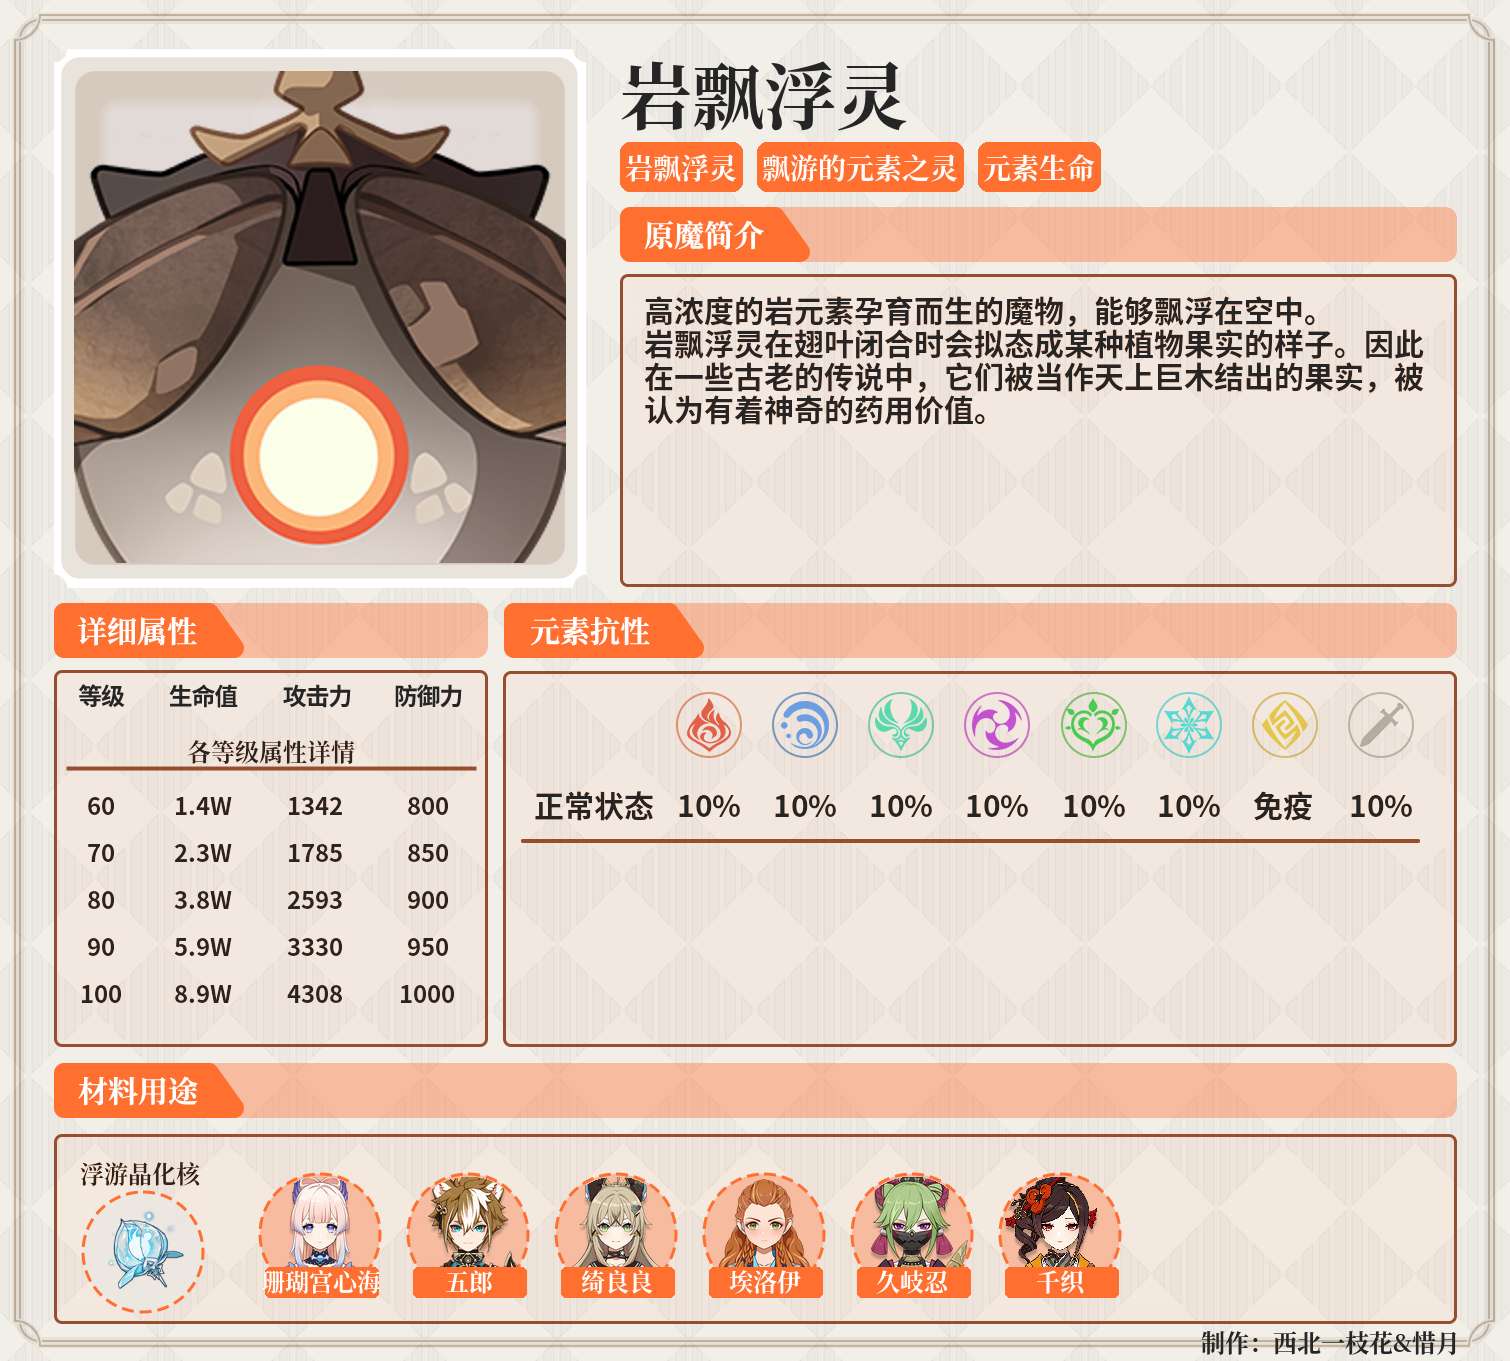 岩飘浮灵
岩飘浮灵 飘游的元素之灵 元素生命
原魔简介
高浓度的岩元素孕育而生的魔物，能够飘浮在空中。
岩飘浮灵在翅叶闭合时会拟态成某种植物果实的样子。因此
在一些古老的传说中，它们被当作天上巨木结出的果实，被
认为有着神奇的药用价值。
详细属性
等级 生命值 攻击力 防御力
各等级属性详情
60 1.4W 1342 800
70 2.3W 1785 850
80 3.8W 2593 900
90 5.9W 3330 950
100 8.9W 4308 1000
元素抗性
正常状态 10% 10% 10% 10% 10% 10% 免疫 10%
材料用途
浮游晶化核
珊瑚宫心海 五郎 绮良良 埃洛伊 久岐忍 千织
制作：西北一枝花&惜月